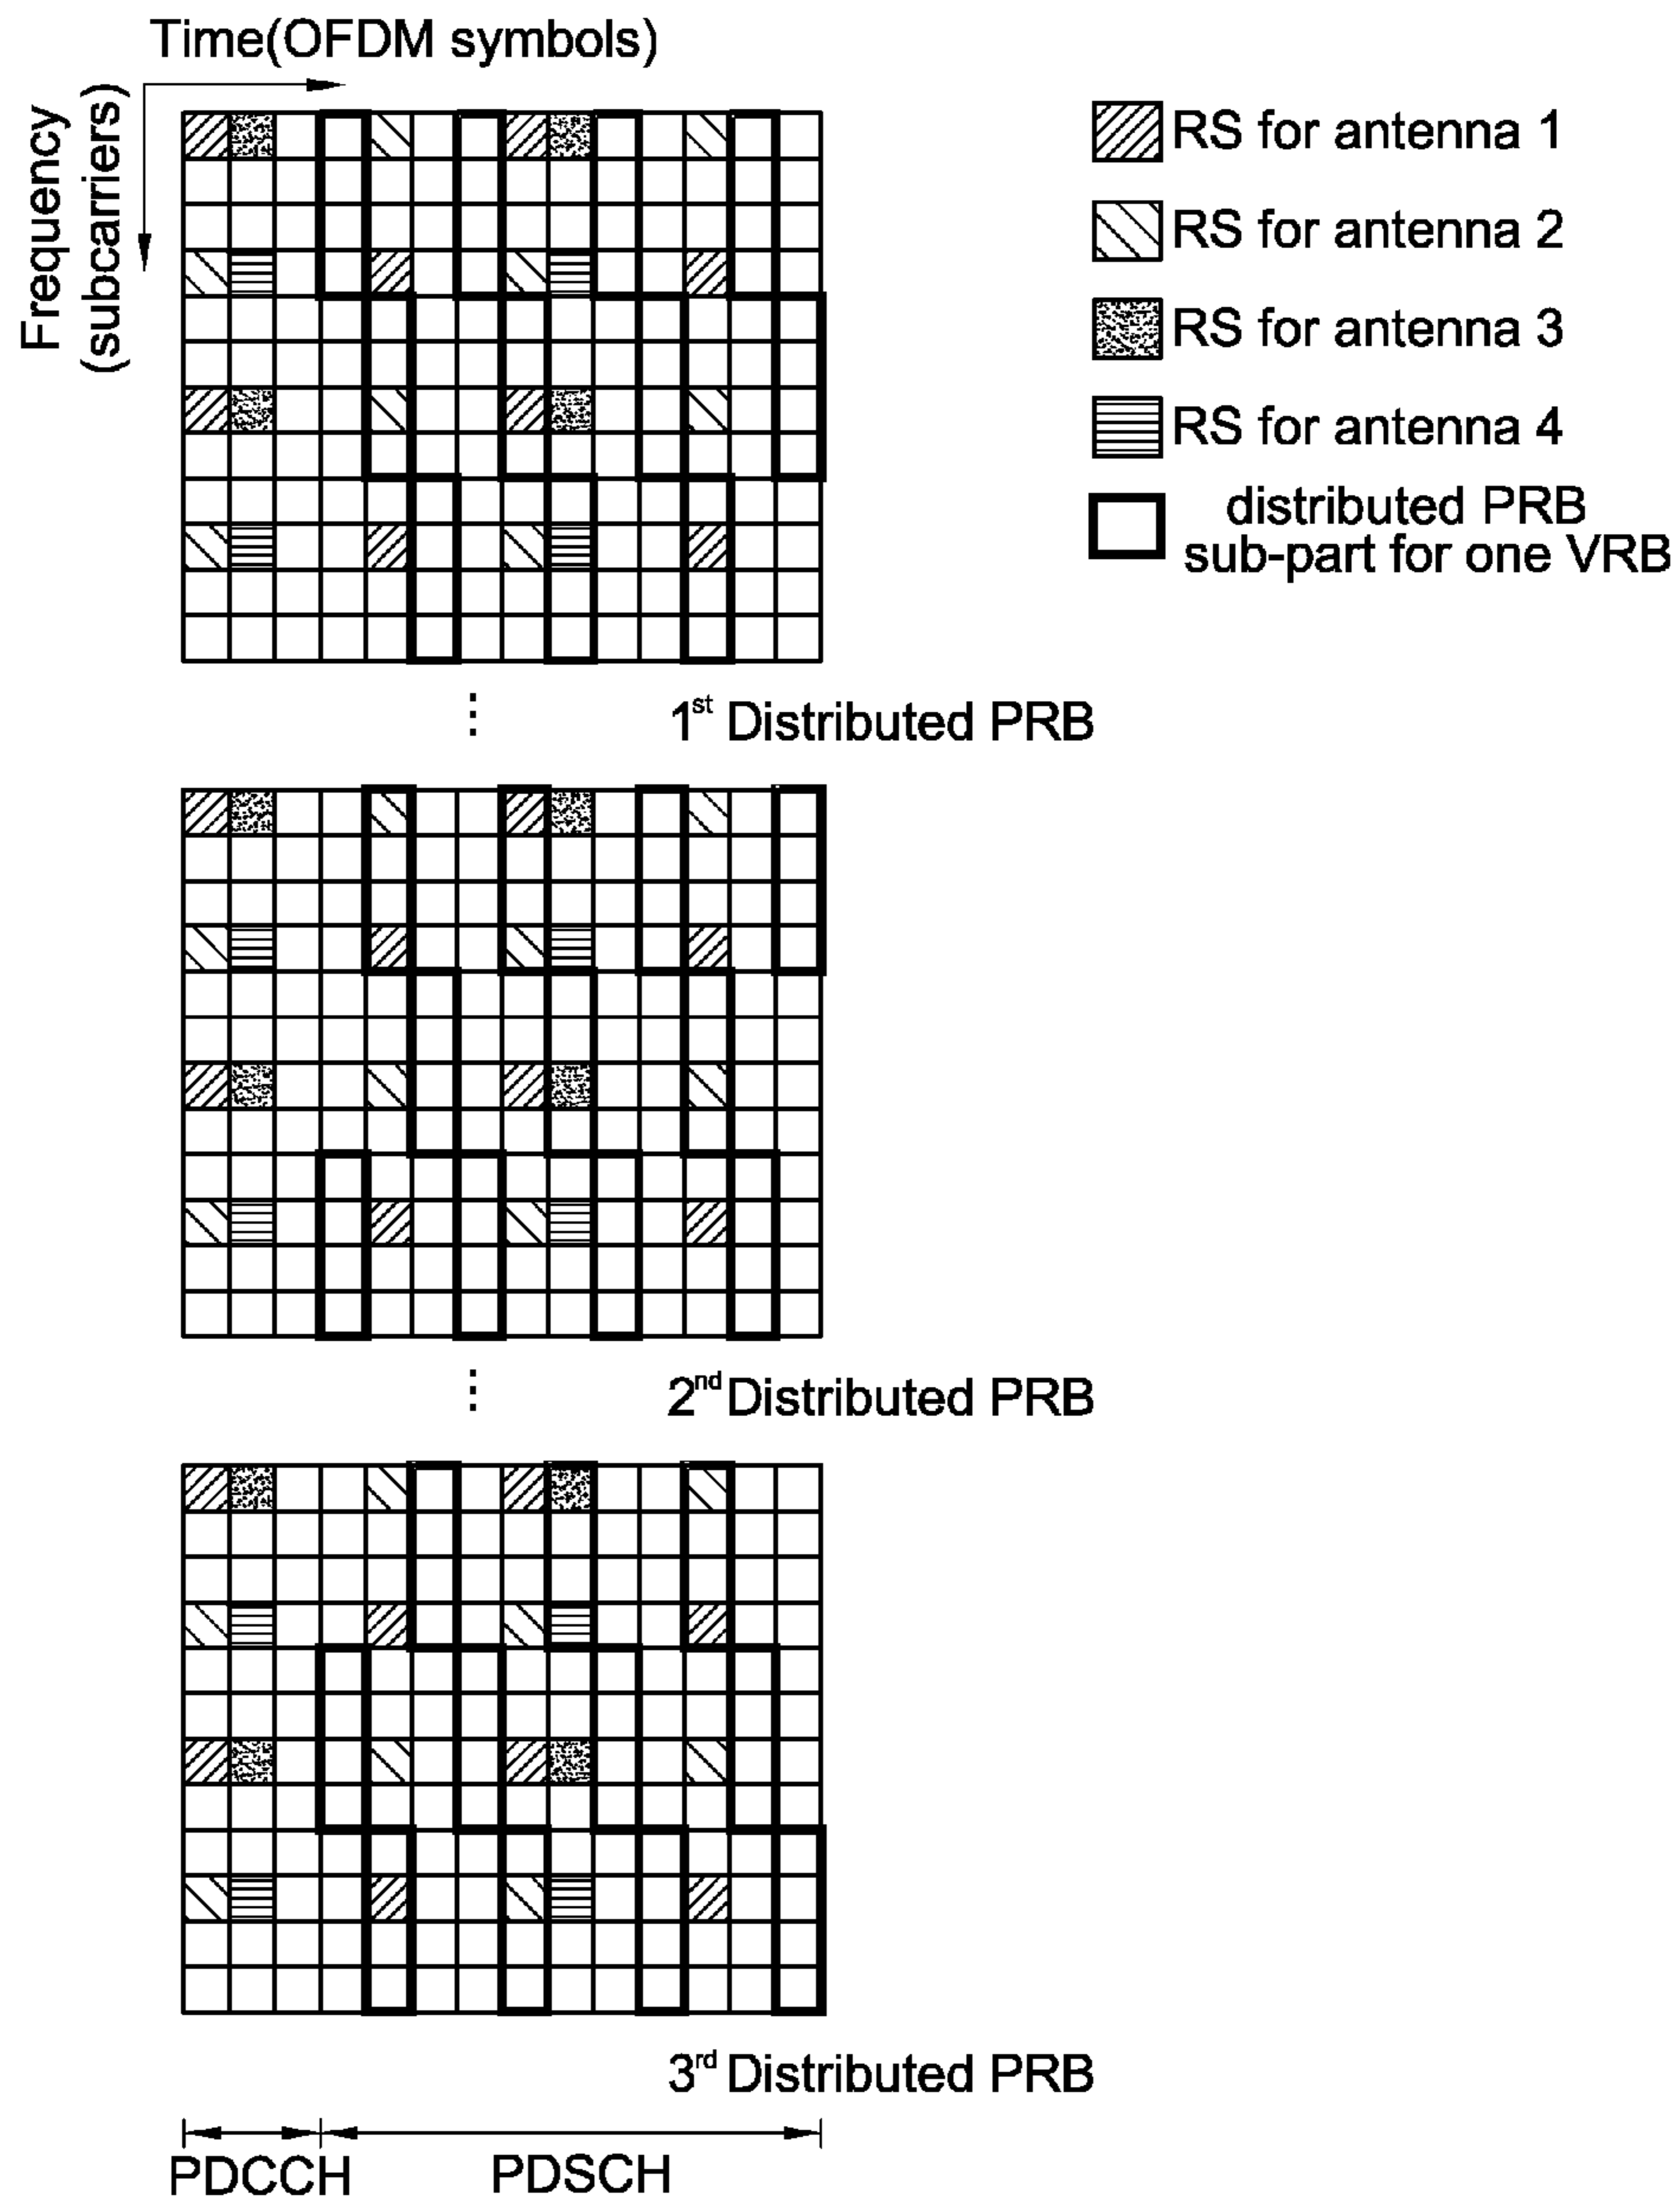 Time(OFDM symbols)
Frequency
(subcarriers)
RS for antenna 1
RS for antenna 2
RS for antenna 3
RS for antenna 4
distributed PRB
sub-part for one VRB
1st Distributed PRB
2nd Distributed PRB
3rd Distributed PRB
PDCCH
PDSCH